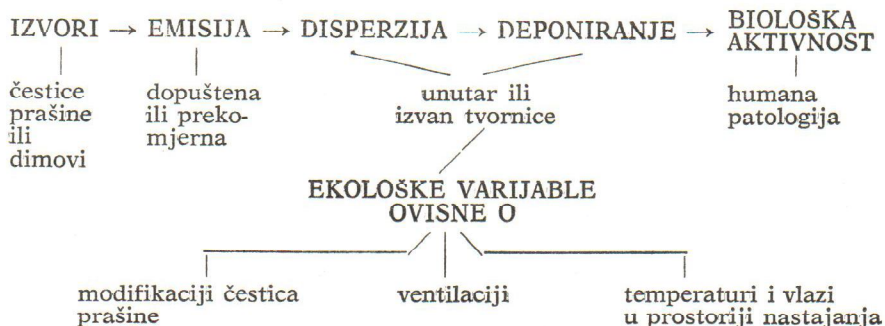 IZVORI → EMISIJA → DISPERZIJA → DEPONIRANJE → BIOLOŠKA AKTIVNOST
čestice
prašine
ili
dimovi
dopuštena
ili preko-
mjerna
unutar ili
izvan tvornice
humana
patologija
EKOLOŠKE VARIJABLE
OVISNE O
modifikaciji čestica
prašine
ventilaciji
temperaturi i vlazi
u prostoriji nastajanja